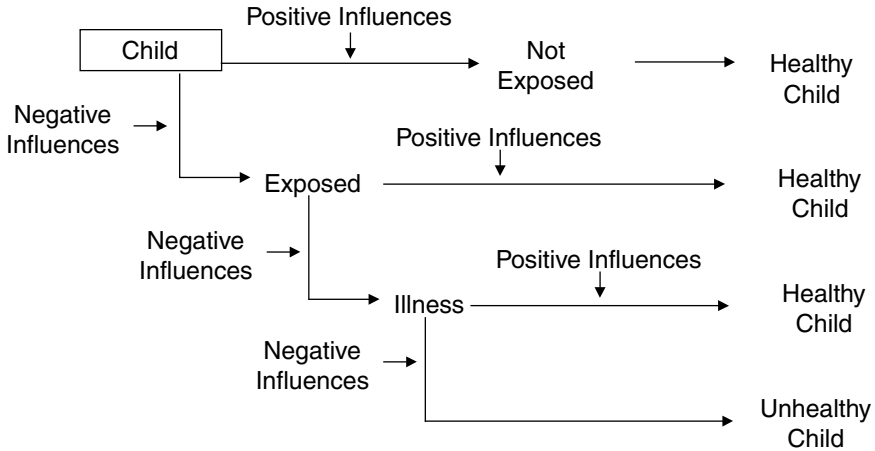 Positive Influences
Child
Not
Exposed
Healthy
Child
Negative
Influences
Positive Influences
Exposed
Healthy
Child
Negative
Influences
Positive Influences
Illness
Healthy
Child
Negative
Influences
Unhealthy
Child